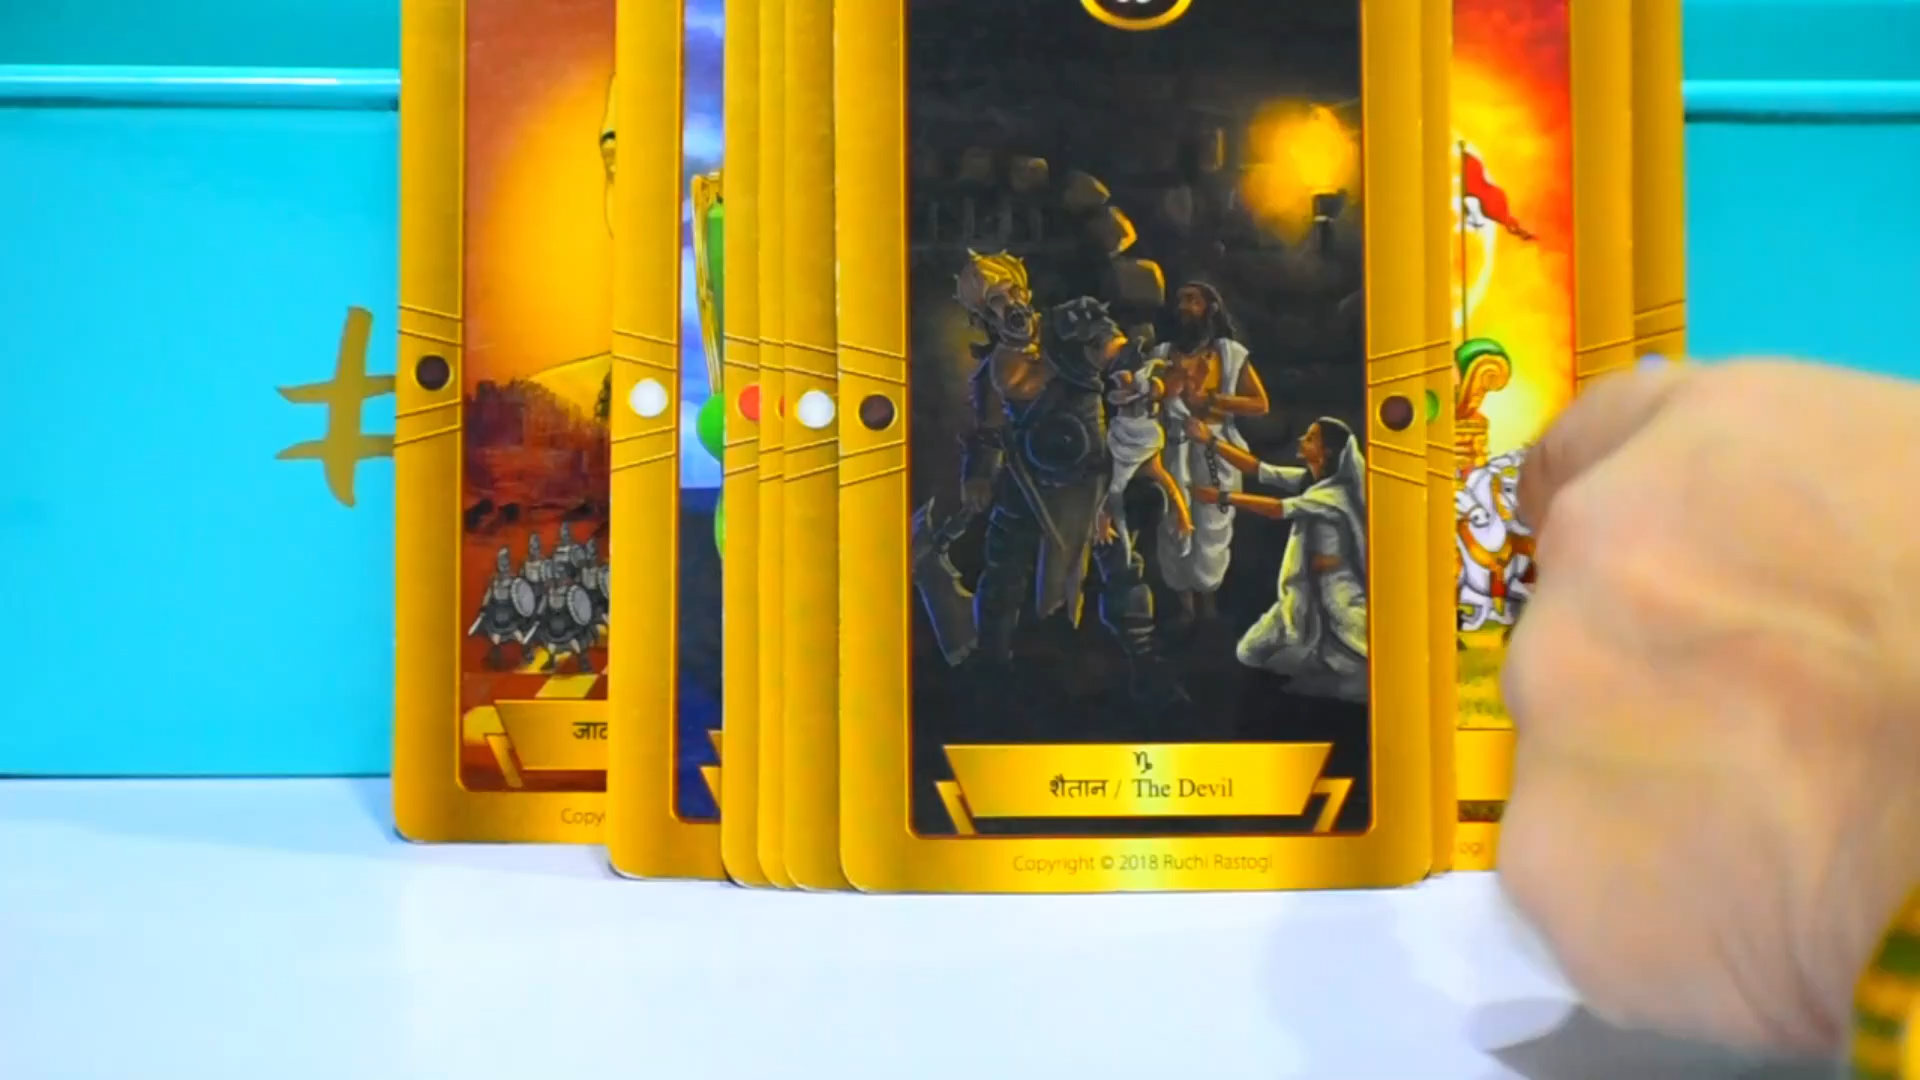 ♑
शैतान / The Devil
Copyright © 2018 Ruchi Rastogi